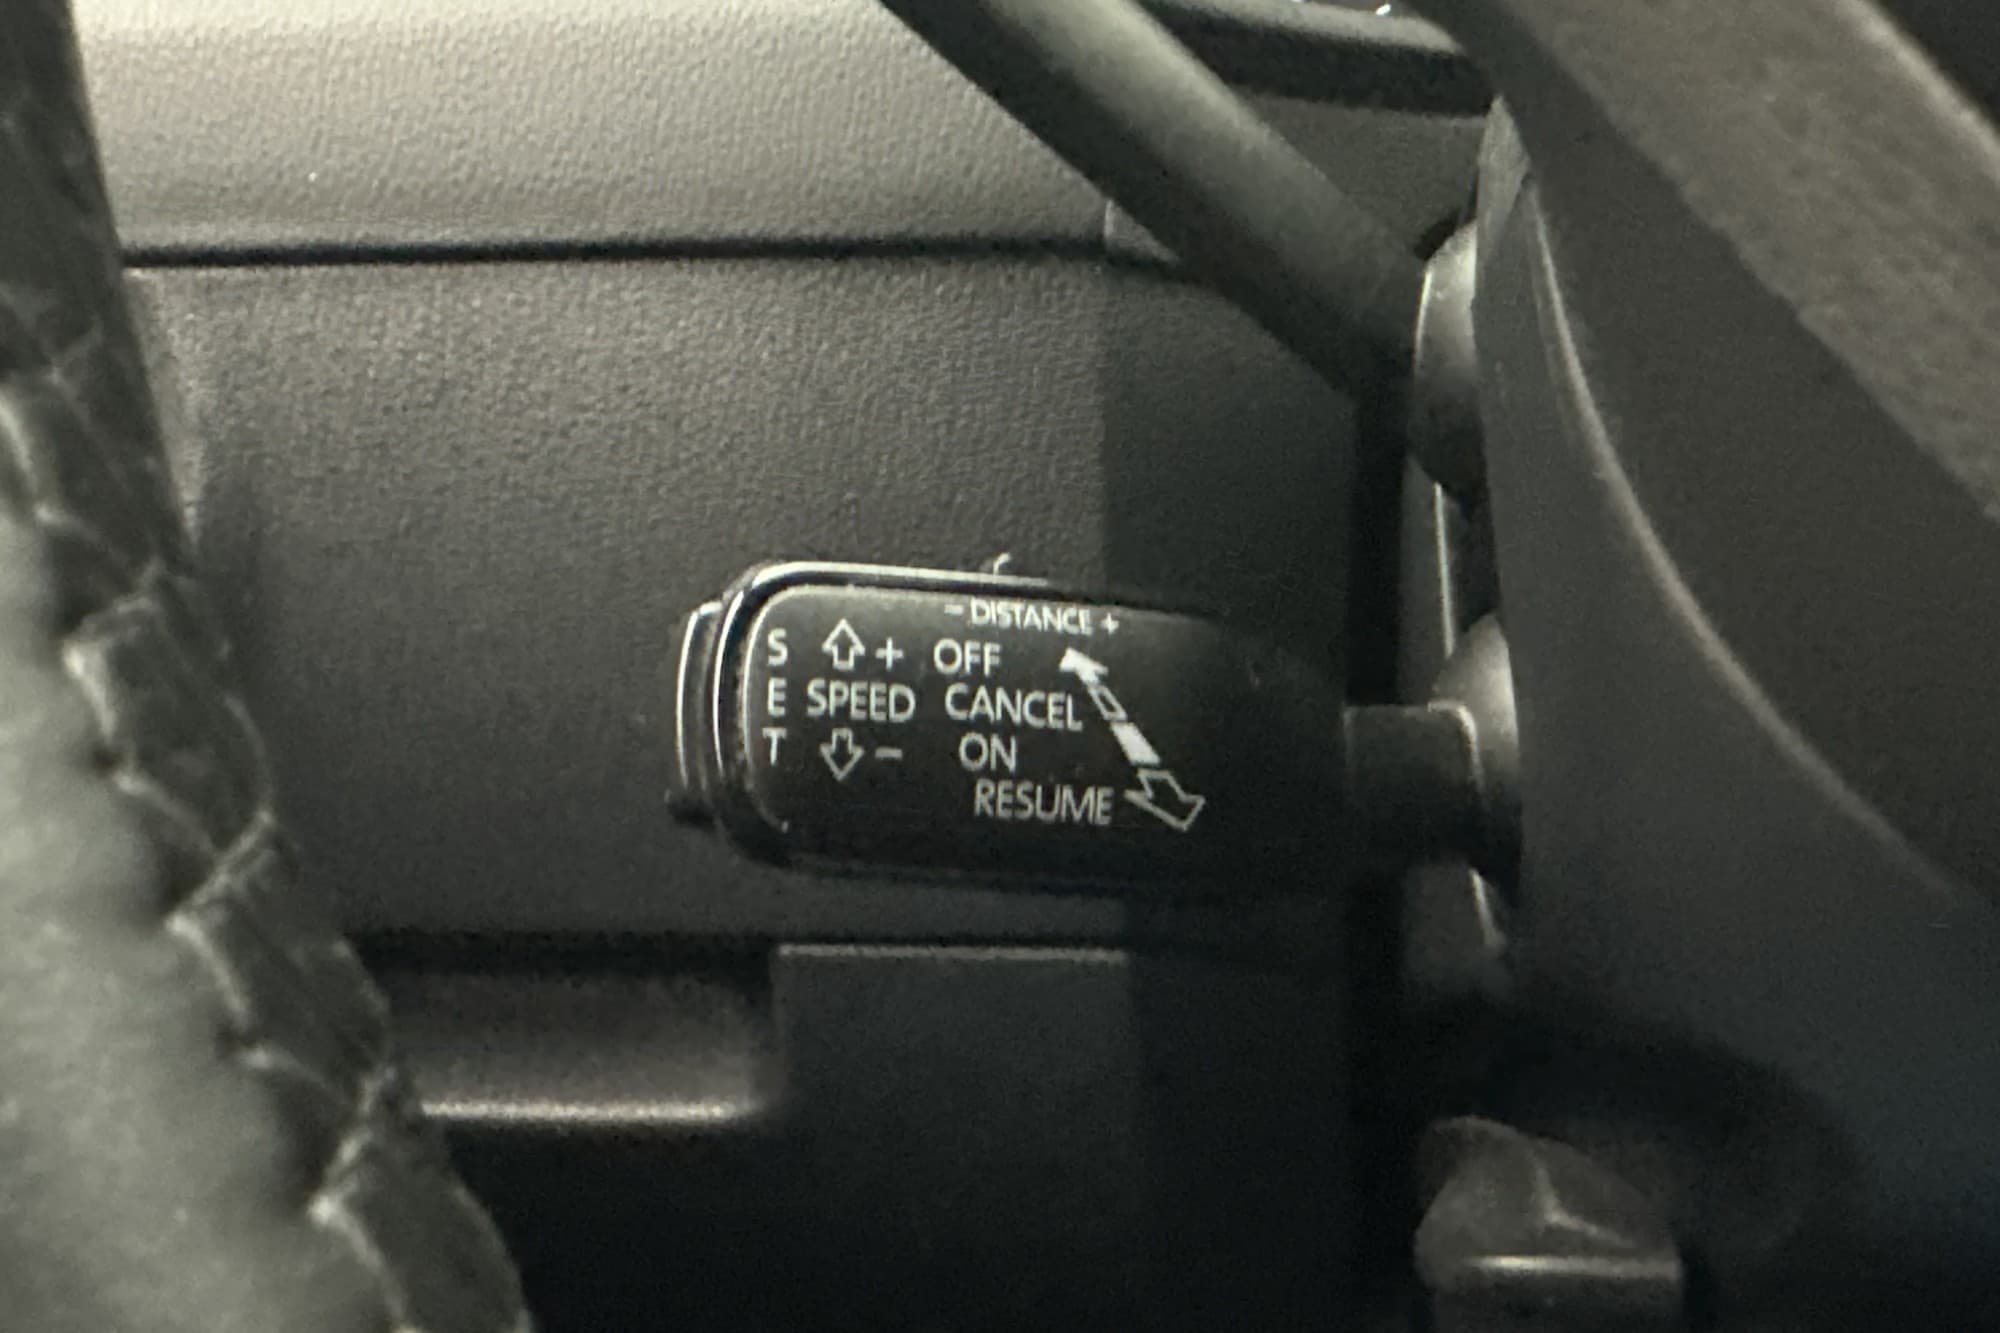 - DISTANCE +
S + OFF
E SPEED CANCEL
T - ON
RESUME